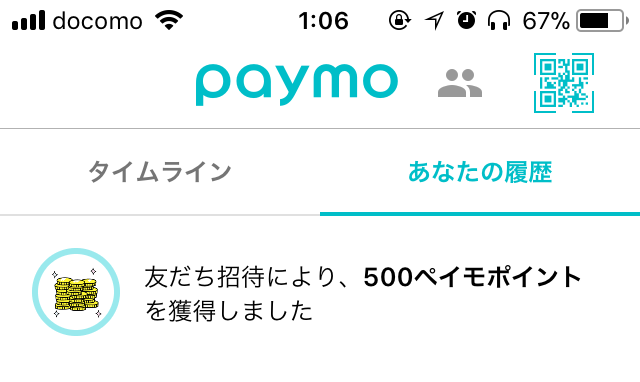 docomo 1:06 67%
paymo
タイムライン あなたの履歴
友だち招待により、500ペイモポイント
を獲得しました